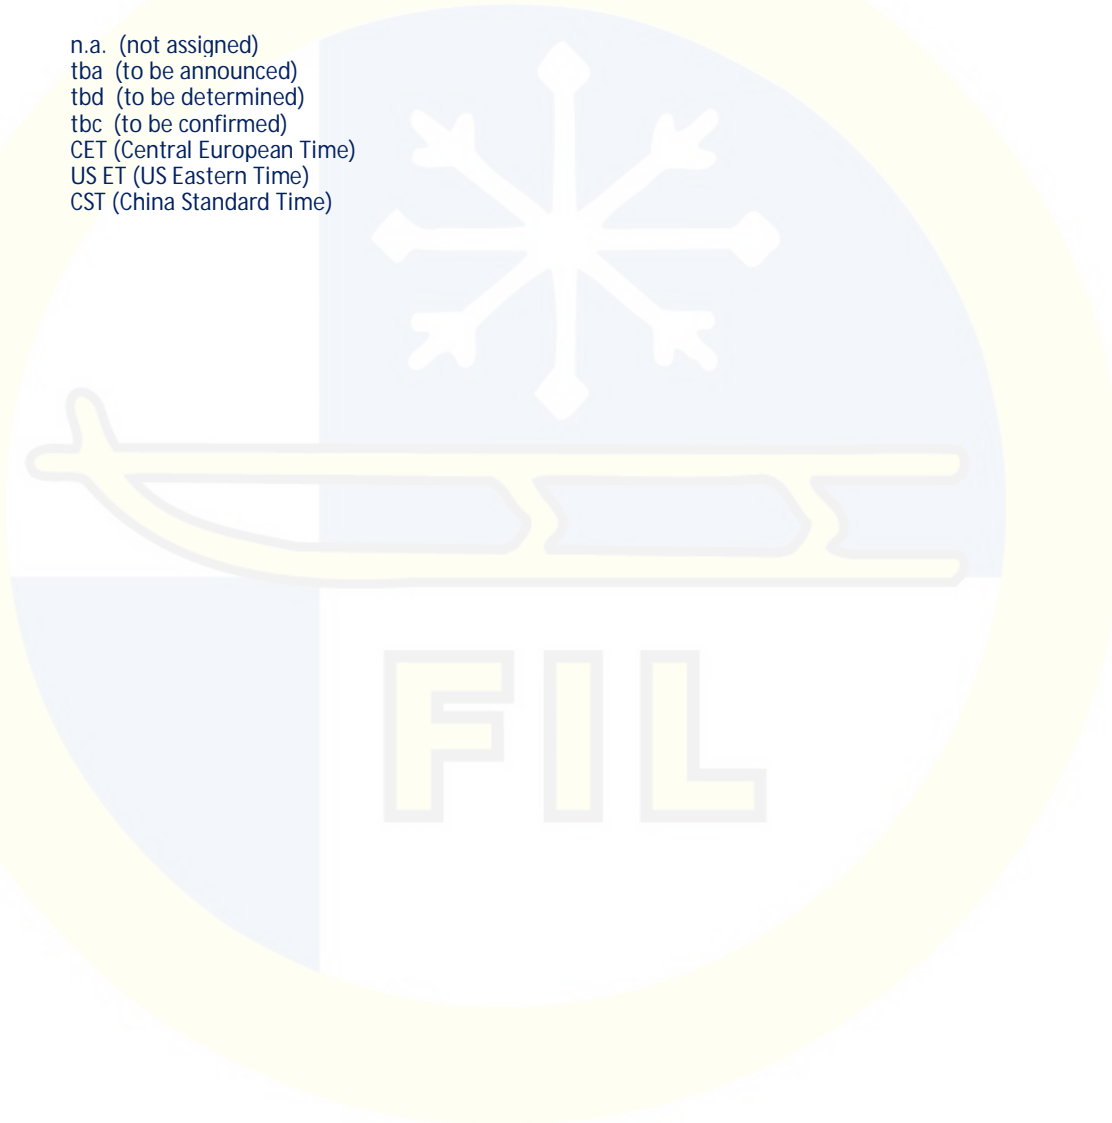 n.a.  (not assigned)
tba  (to be announced)
tbd  (to be determined)
tbc  (to be confirmed)
CET (Central European Time)
US ET (US Eastern Time)
CST (China Standard Time)
FIL